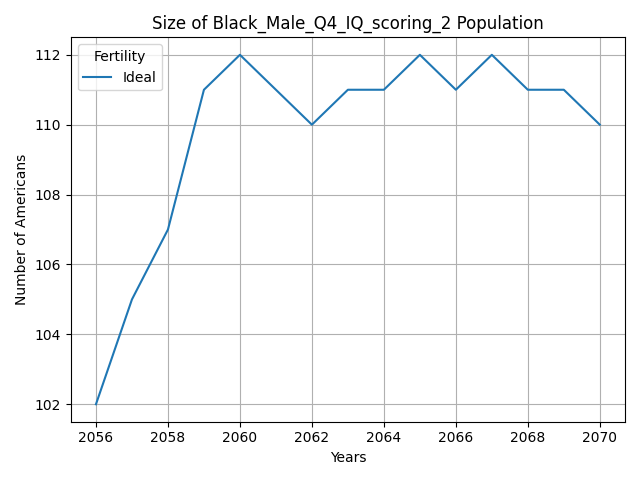 Size of Black_Male_Q4_IQ_scoring_2 Population
Fertility
Ideal
112
110
108
106
104
102
Number of Americans
2056 2058 2060 2062 2064 2066 2068 2070
Years